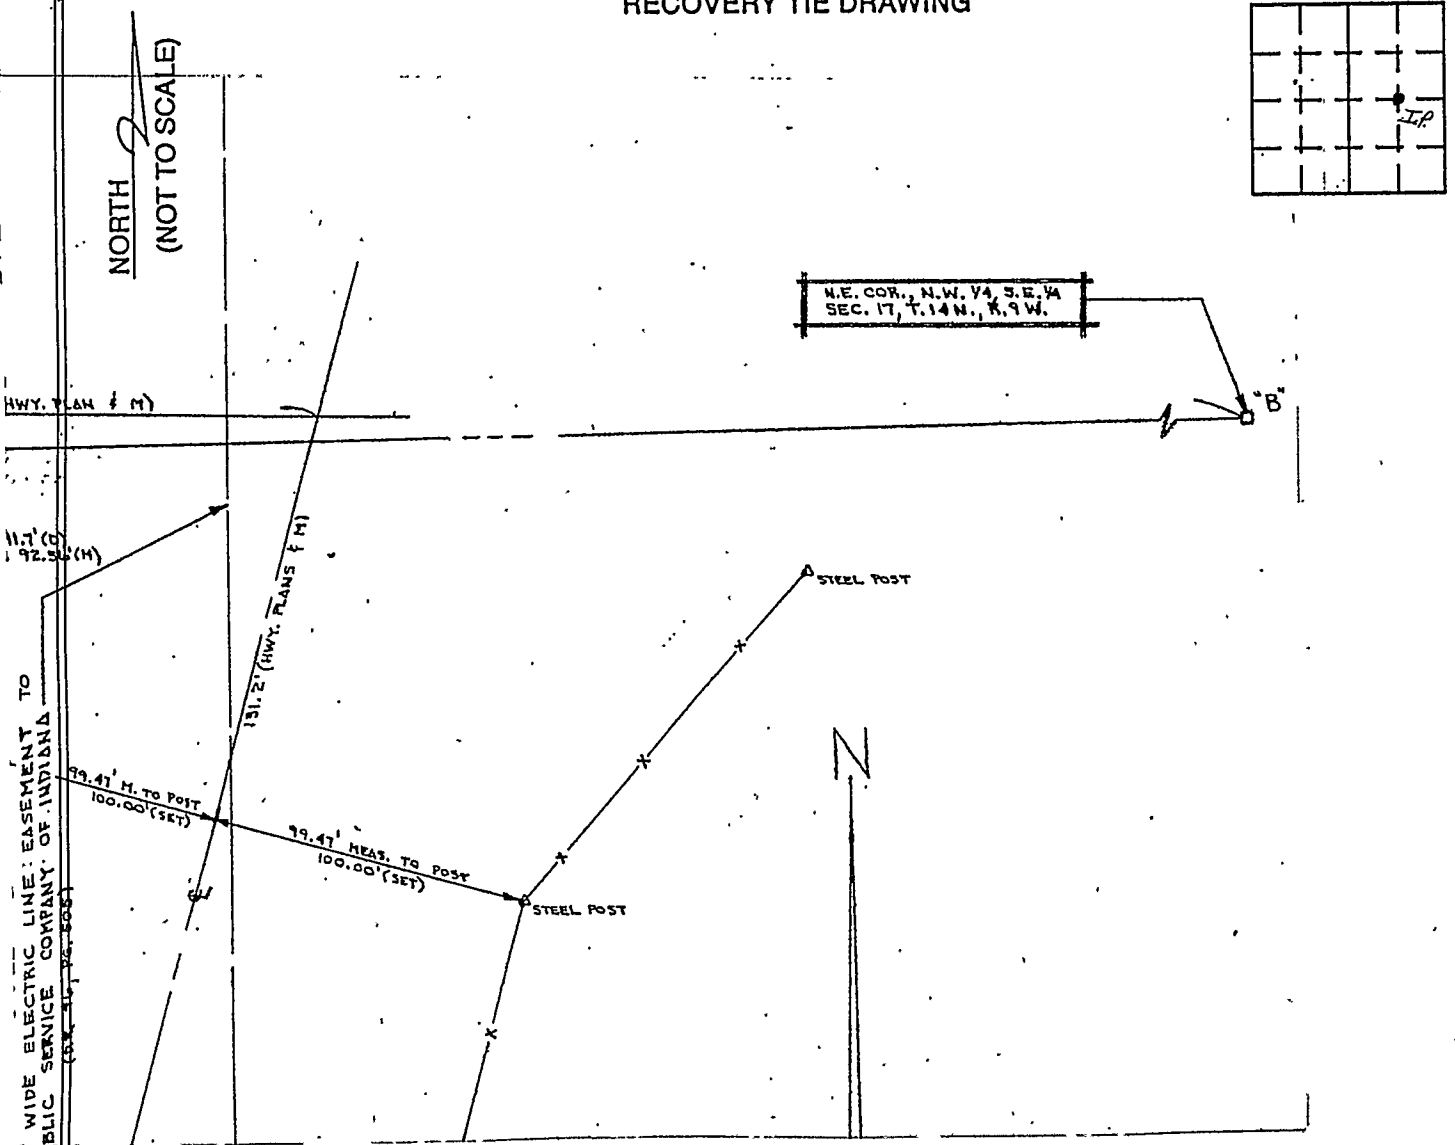 RECOVERY TIE DRAWING
NORTH
(NOT TO SCALE)
I.P.
N.E. COR., N.W. 1/4, S.E. 1/4
SEC. 17, T. 14 N., R. 9 W.
"B"
HWY. PLAN & M)
11.7' (D)
92.56' (M)
131.2' (HWY. PLANS & M)
STEEL POST
N
99.47' M. TO POST
100.00' (SET)
99.47' MEAS. TO POST
100.00' (SET)
STEEL POST
WIDE ELECTRIC LINE: EASEMENT TO
BLIC SERVICE COMPANY OF INDIANA
PG. 505)